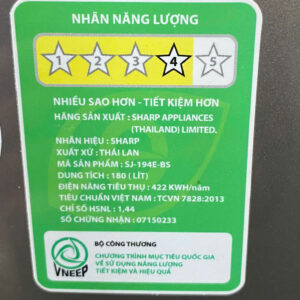 NHÃN NĂNG LƯỢNG
1 2 3 4 5
NHIỀU SAO HƠN - TIẾT KIỆM HƠN
HÃNG SẢN XUẤT : SHARP APPLIANCES
(THAILAND) LIMITED.
NHÃN HIỆU : SHARP
XUẤT XỨ : THÁI LAN
MÃ SẢN PHẨM : SJ-194E-BS
DUNG TÍCH : 180 ( LÍT)
ĐIỆN NĂNG TIÊU THỤ : 422 KWH/năm
TIÊU CHUẨN VIỆT NAM : TCVN 7828:2013
CHỈ SỐ HSNL : 1,44
SỐ CHỨNG NHẬN : 07150233
BỘ CÔNG THƯƠNG
CHƯƠNG TRÌNH MỤC TIÊU QUỐC GIA
VỀ SỬ DỤNG NĂNG LƯỢNG
TIẾT KIỆM VÀ HIỆU QUẢ
VNEEP